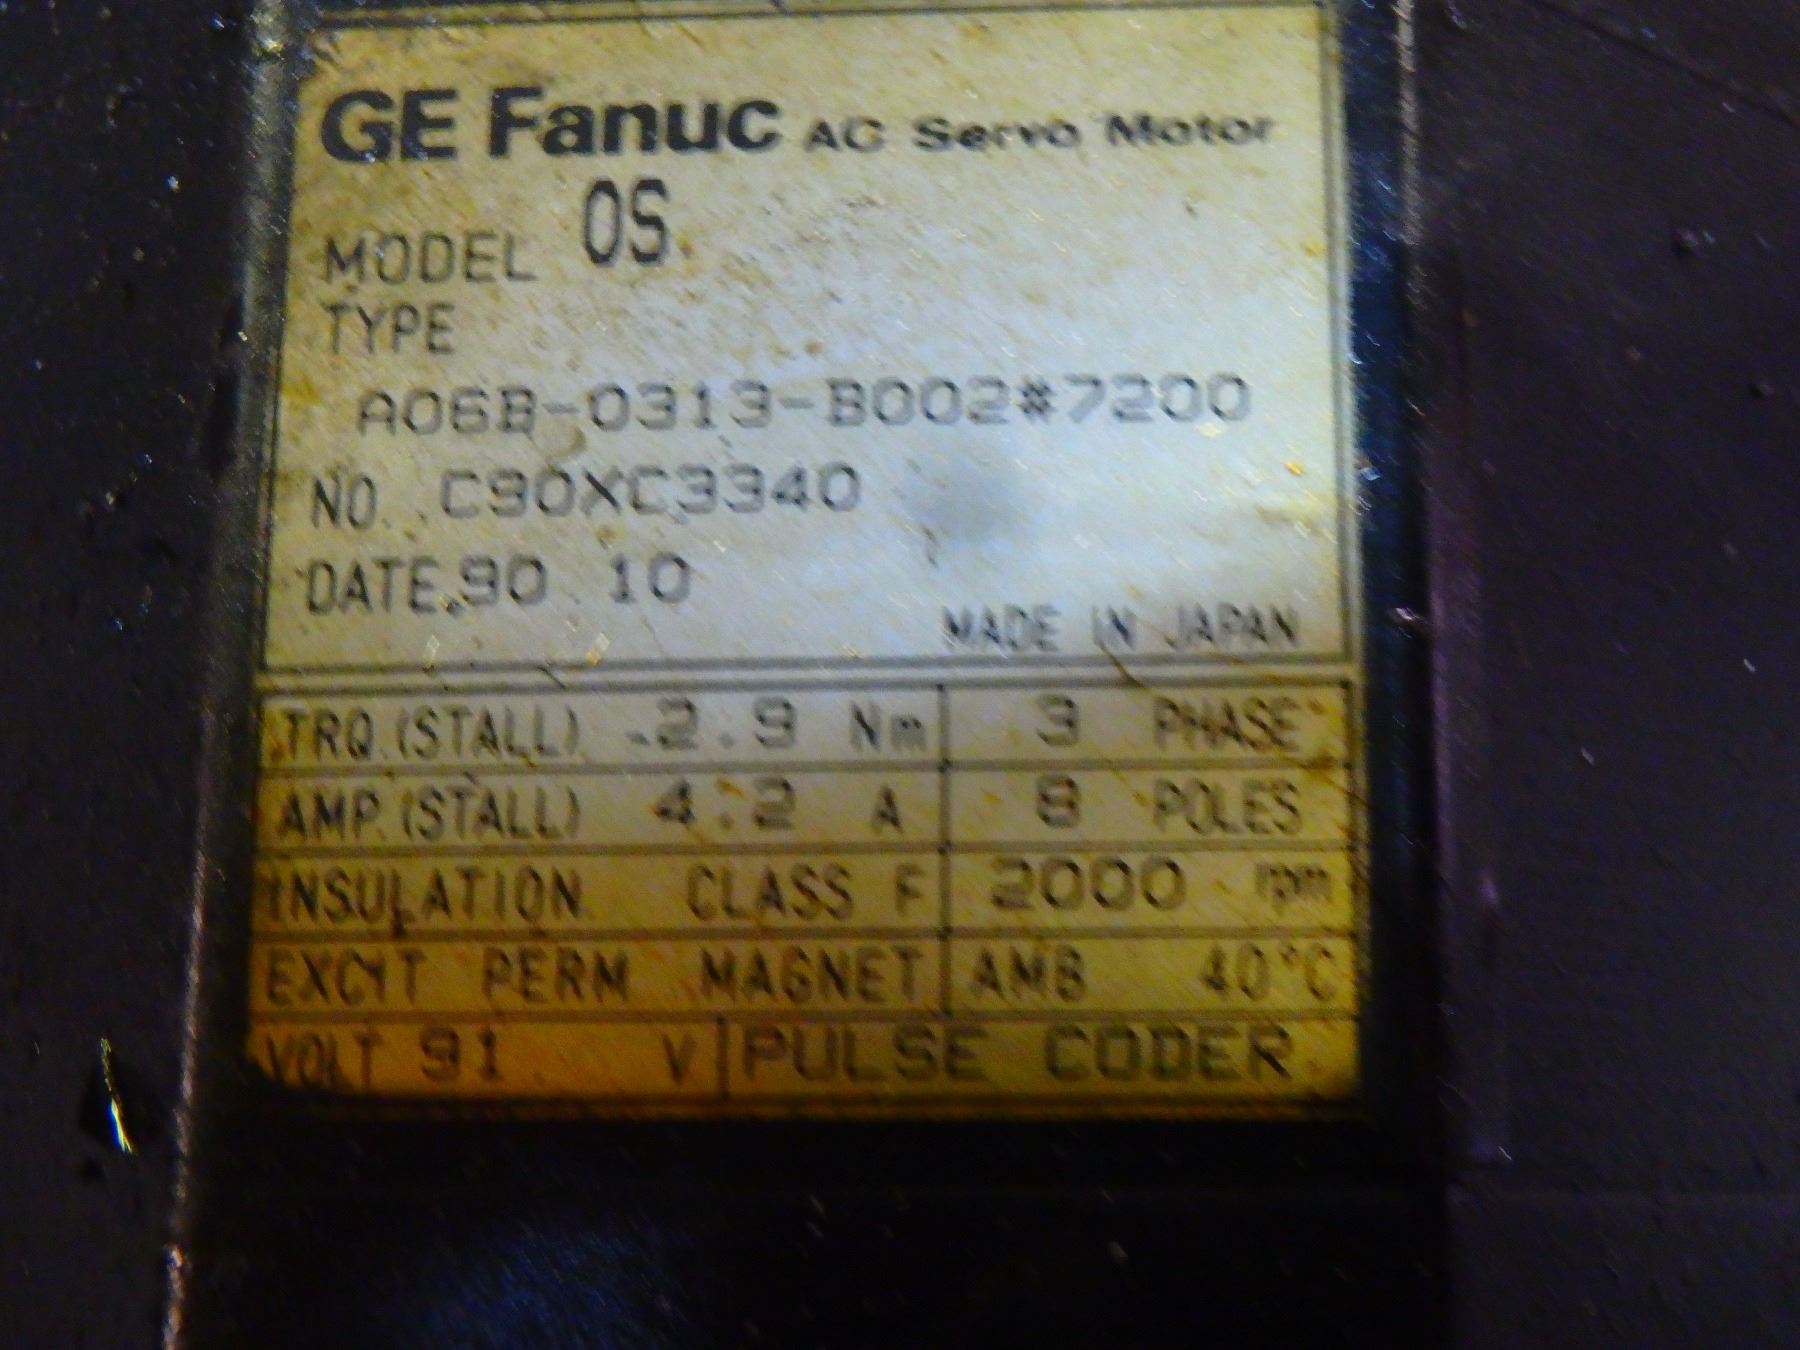 GE Fanuc AC Servo Motor
MODEL 0S
TYPE
A06B-0313-B002#7200
NO. C90XC3340
DATE 90 10
MADE IN JAPAN
TRQ.(STALL) 2.9 Nm 3 PHASE
AMP.(STALL) 4.2 A 8 POLES
INSULATION CLASS F 2000 rpm
EXCIT PERM MAGNET AMB 40°C
VOLT 91 V PULSE CODER